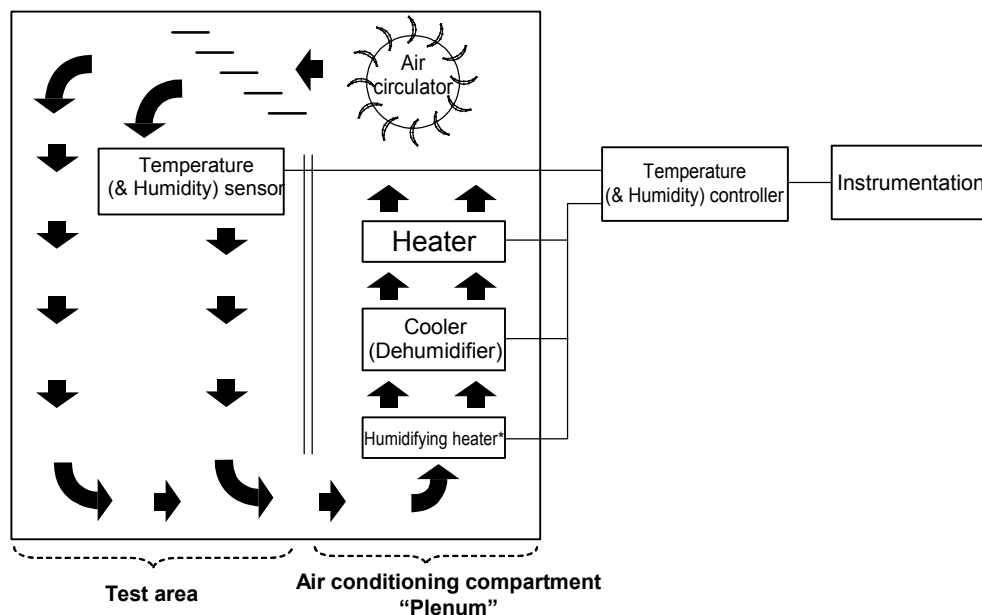 Air
circulator
Temperature
(& Humidity) sensor
Temperature
(& Humidity) controller
Instrumentation
Heater
Cooler
(Dehumidifier)
Humidifying heater*
Test area
Air conditioning compartment
“Plenum”